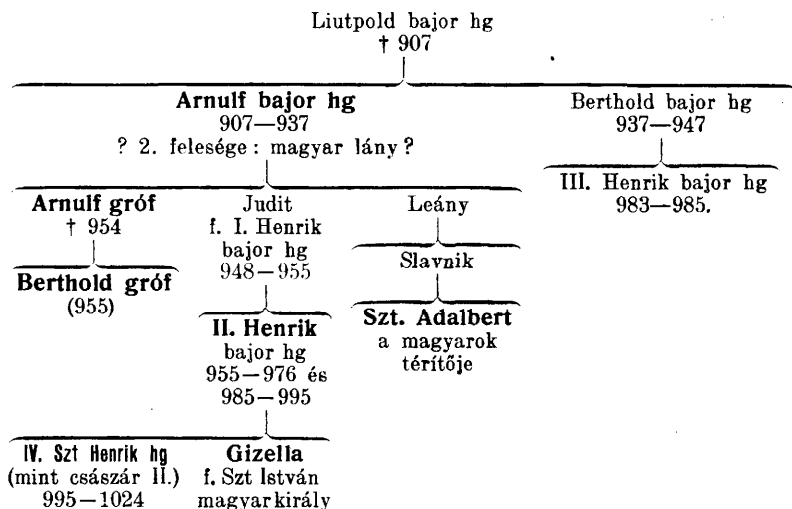 Liutpold bajor hg
† 907
Arnulf bajor hg
907—937
? 2. felesége : magyar lány ?
Berthold bajor hg
937—947
III. Henrik bajor hg
983—985.
Arnulf gróf
† 954
Berthold gróf
(955)
Judit
f. I. Henrik
bajor hg
948—955
II. Henrik
bajor hg
955—976 és
985—995
Leány
Slavnik
Szt. Adalbert
a magyarok
térítője
IV. Szt Henrik hg
(mint császár II.)
995—1024
Gizella
f. Szt István
magyar király